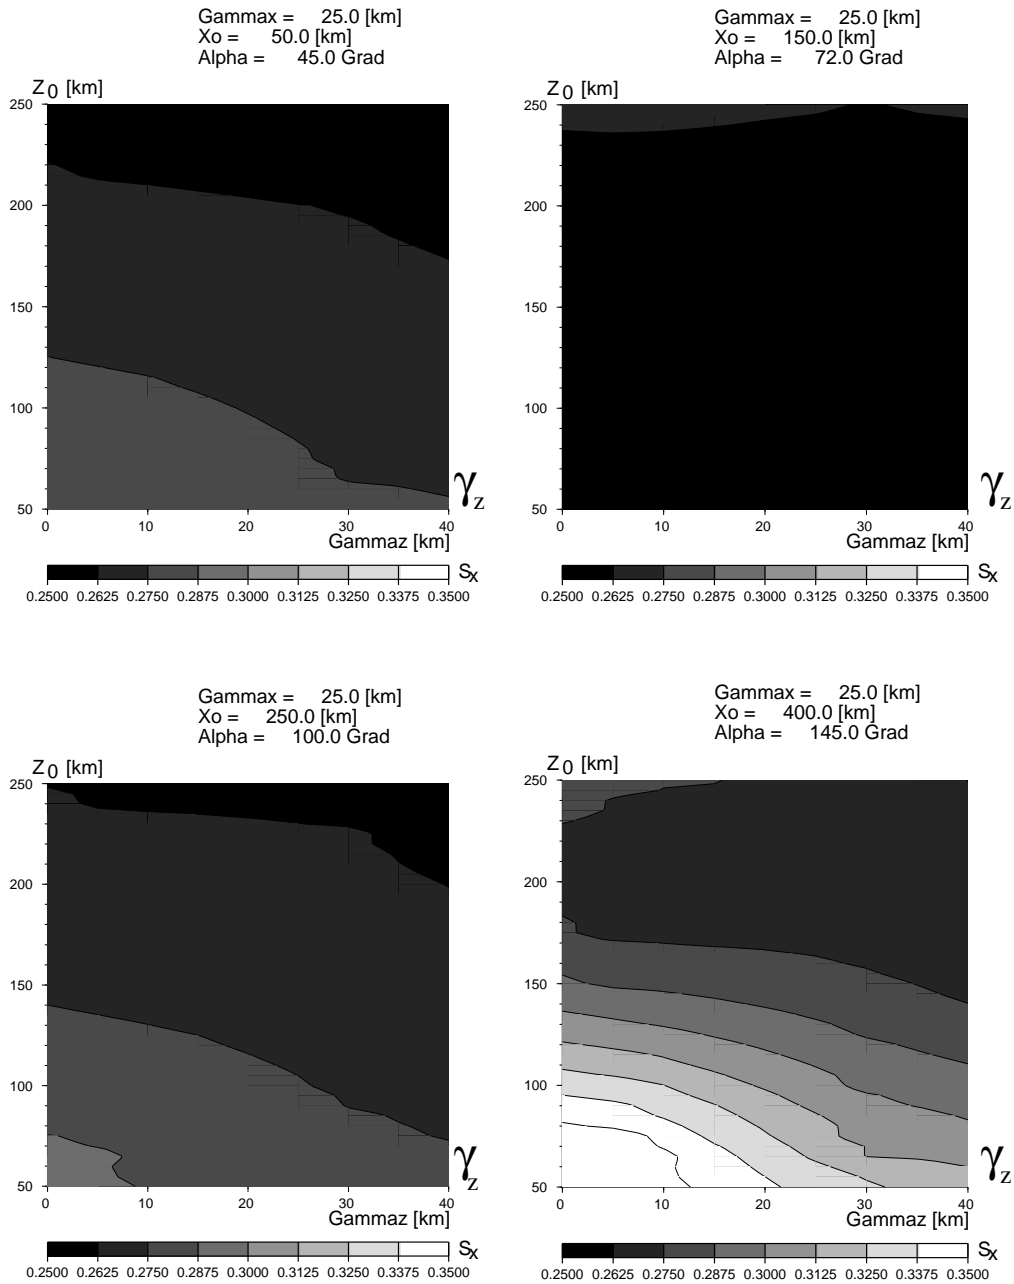 Gammax = 25.0 [km]
Xo = 50.0 [km]
Alpha = 45.0 Grad
Z0 [km]
250
200
150
100
50
0 10 20 30 40
Gammaz [km]
γz
Sx
0.2500 0.2625 0.2750 0.2875 0.3000 0.3125 0.3250 0.3375 0.3500
Gammax = 25.0 [km]
Xo = 150.0 [km]
Alpha = 72.0 Grad
Z0 [km]
250
200
150
100
50
0 10 20 30 40
Gammaz [km]
γz
Sx
0.2500 0.2625 0.2750 0.2875 0.3000 0.3125 0.3250 0.3375 0.3500
Gammax = 25.0 [km]
Xo = 250.0 [km]
Alpha = 100.0 Grad
Z0 [km]
250
200
150
100
50
0 10 20 30 40
Gammaz [km]
γz
Sx
0.2500 0.2625 0.2750 0.2875 0.3000 0.3125 0.3250 0.3375 0.3500
Gammax = 25.0 [km]
Xo = 400.0 [km]
Alpha = 145.0 Grad
Z0 [km]
250
200
150
100
50
0 10 20 30 40
Gammaz [km]
γz
Sx
0.2500 0.2625 0.2750 0.2875 0.3000 0.3125 0.3250 0.3375 0.3500